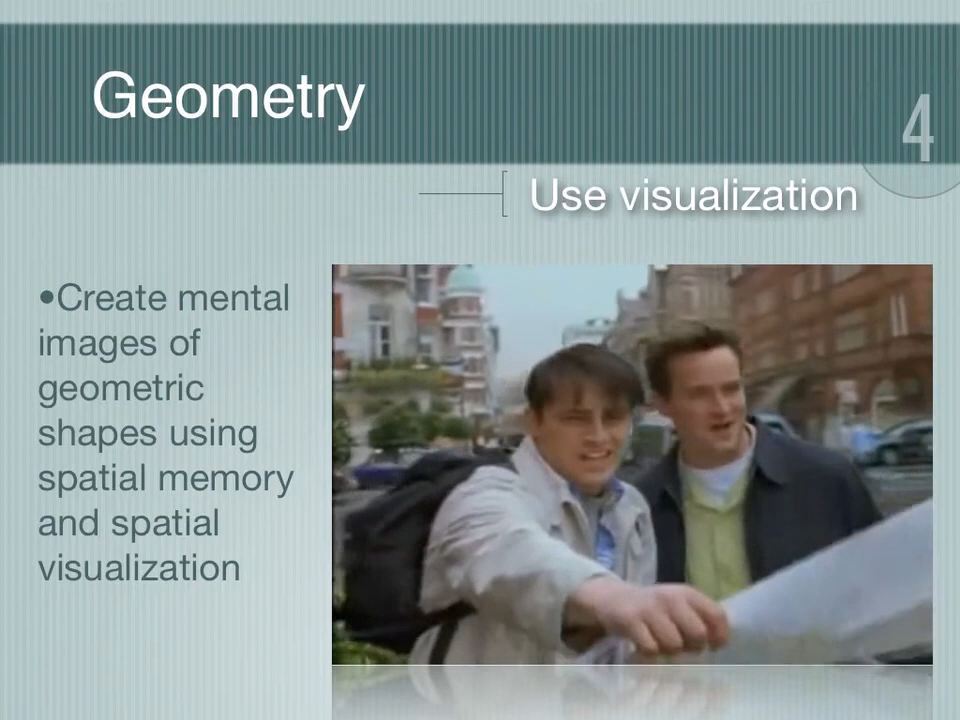 Geometry
4
Use visualization
•Create mental
images of
geometric
shapes using
spatial memory
and spatial
visualization